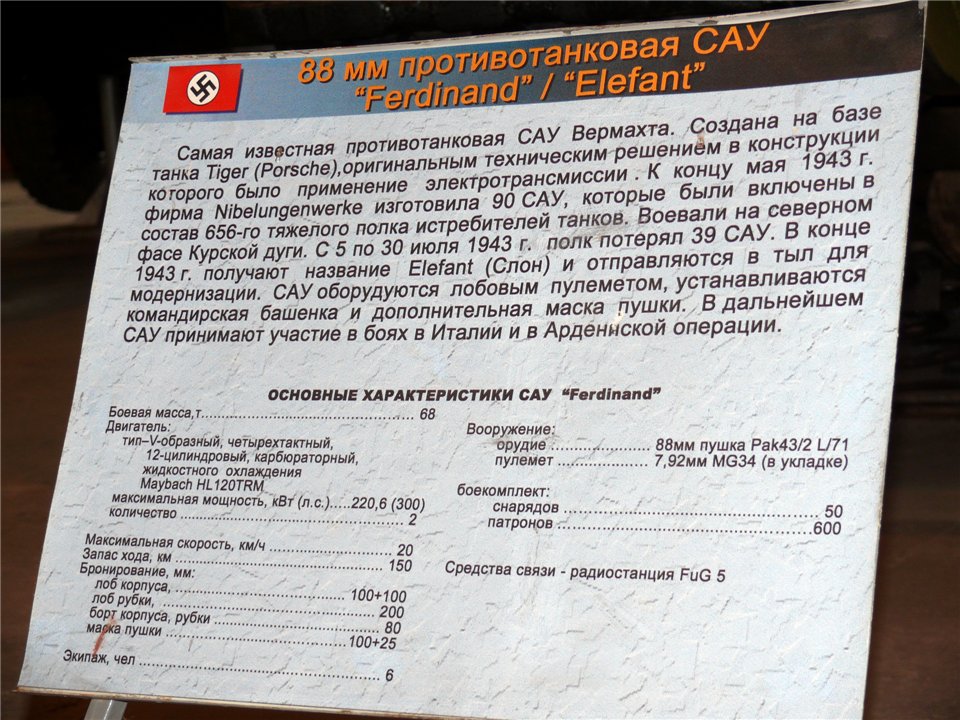 88 мм противотанковая САУ
“Ferdinand” / “Elefant”
Самая известная противотанковая САУ Вермахта. Создана на базе
танка Tiger (Porsche),оригинальным техническим решением в конструкции
которого было применение электротрансмиссии . К концу мая 1943 г.
фирма Nibelungenwerke изготовила 90 САУ, которые были включены в
состав 656-го тяжелого полка истребителей танков. Воевали на северном
фасе Курской дуги. С 5 по 30 июля 1943 г. полк потерял 39 САУ. В конце
1943 г. получают название Elefant (Слон) и отправляются в тыл для
модернизации. САУ оборудуются лобовым пулеметом, устанавливаются
командирская башенка и дополнительная маска пушки. В дальнейшем
САУ принимают участие в боях в Италии и в Арденнской операции.
ОСНОВНЫЕ ХАРАКТЕРИСТИКИ САУ “Ferdinand”
Боевая масса,т........................................ 68
Двигатель:
тип–V-образный, четырехтактный,
12-цилиндровый, карбюраторный,
жидкостного охлаждения
Maybach HL120TRM
максимальная мощность, кВт (л.с.).....220,6 (300)
количество ........................................ 2
Максимальная скорость, км/ч ...................... 20
Запас хода, км ........................................ 150
Бронирование, мм:
лоб корпуса, ................................ 100+100
лоб рубки, ........................................ 200
борт корпуса, рубки .............................. 80
маска пушки ................................ 100+25
Экипаж, чел ........................................ 6
Вооружение:
орудие .................... 88мм пушка Pak43/2 L/71
пулемет ................... 7,92мм MG34 (в укладке)
боекомплект:
снарядов ........................................ 50
патронов ........................................ 600
Средства связи - радиостанция FuG 5